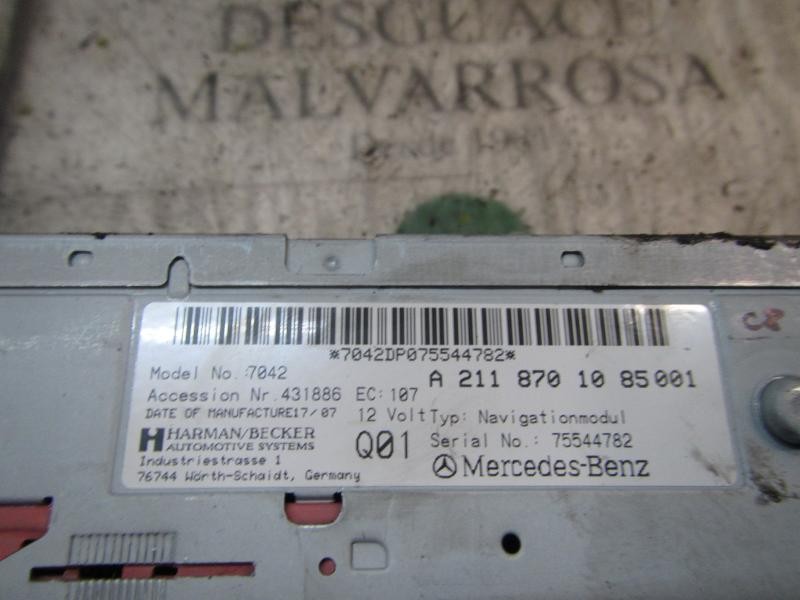 DESGUACE
MALVARROSA
Desde
*7042DP075544782*
Model No.:7042
A 211 870 10 85 001
Accession Nr.431886 EC:107
DATE OF MANUFACTURE17/07
12 Volt Typ: Navigationmodul
HARMAN/BECKER
AUTOMOTIVE SYSTEMS
Q01
Serial No.: 75544782
Industriestrasse 1
Mercedes-Benz
76744 Wörth-Schaidt, Germany